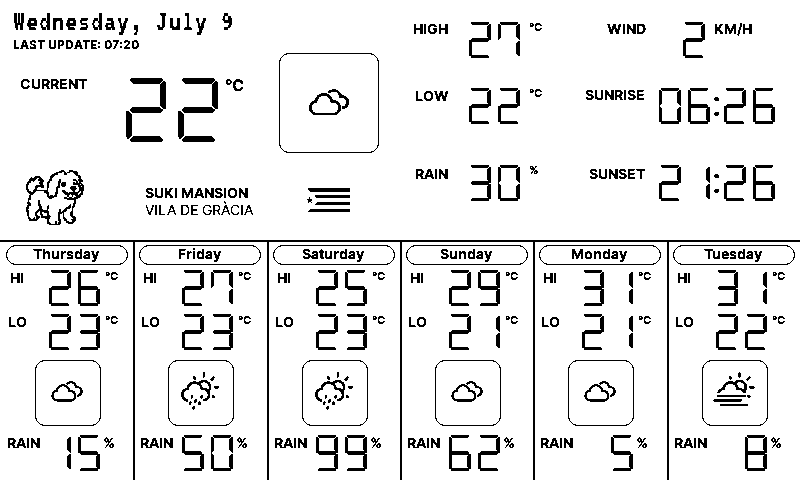 Wednesday, July 9
LAST UPDATE: 07:20
CURRENT 22 °C
SUKI MANSION
VILA DE GRÀCIA
HIGH 27 °C
LOW 22 °C
RAIN 30 %
WIND 2 KM/H
SUNRISE 06:26
SUNSET 21:26
Thursday
HI 26 °C
LO 23 °C
RAIN 15 %
Friday
HI 27 °C
LO 23 °C
RAIN 50 %
Saturday
HI 25 °C
LO 23 °C
RAIN 99 %
Sunday
HI 29 °C
LO 21 °C
RAIN 62 %
Monday
HI 31 °C
LO 21 °C
RAIN 5 %
Tuesday
HI 31 °C
LO 22 °C
RAIN 8 %